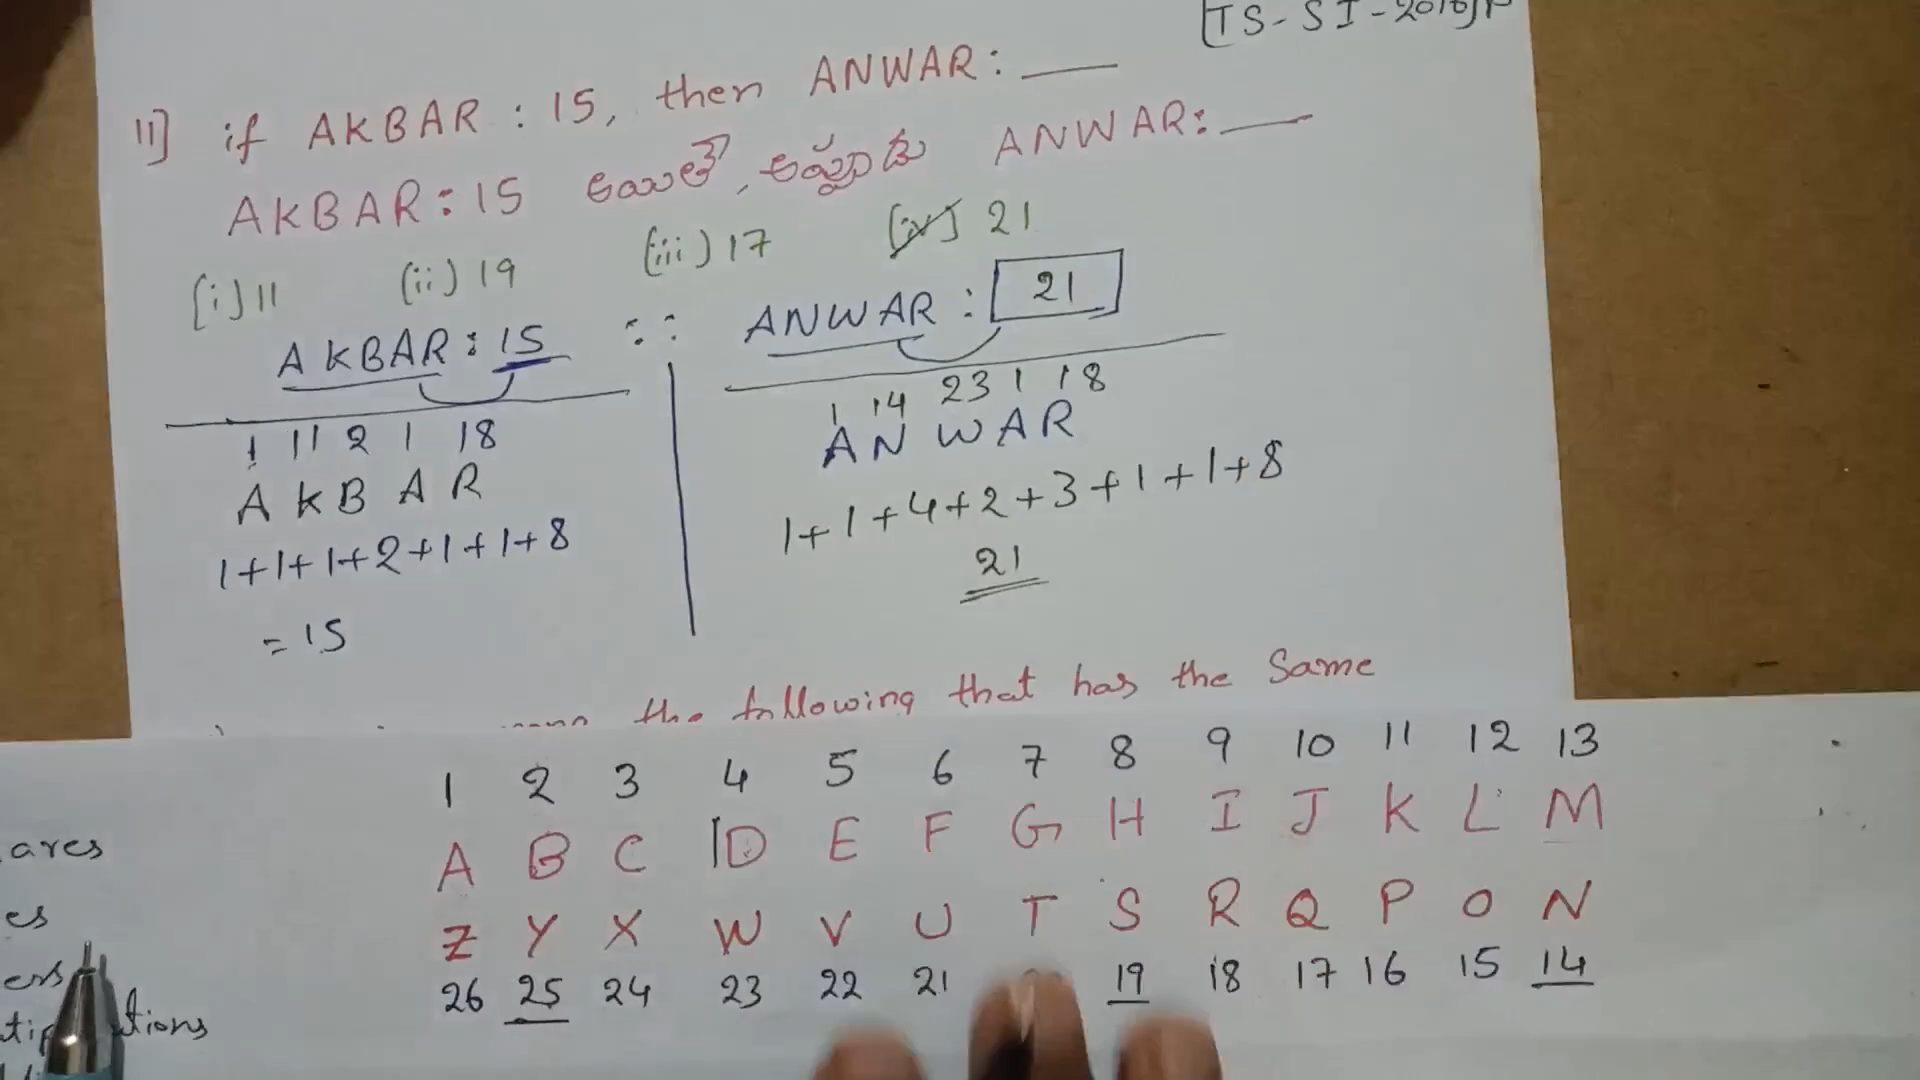 [TS-SI-2018]
11] if AKBAR : 15, then ANWAR: ___
AKBAR: 15 అయితే, అప్పుడు ANWAR: ___
(i) 11 (ii) 19 (iii) 17 (iv) 21
AKBAR : 15 ∴ ANWAR : 21
1 11 2 1 18
A K B A R
1+1+1+2+1+1+8
= 15
1 14 23 1 18
A N W A R
1+1+4+2+3+1+1+8
21
the following that has the Same
1 2 3 4 5 6 7 8 9 10 11 12 13
A B C D E F G H I J K L M
Z Y X W V U T S R Q P O N
26 25 24 23 22 21 19 18 17 16 15 14
ares
es
ers